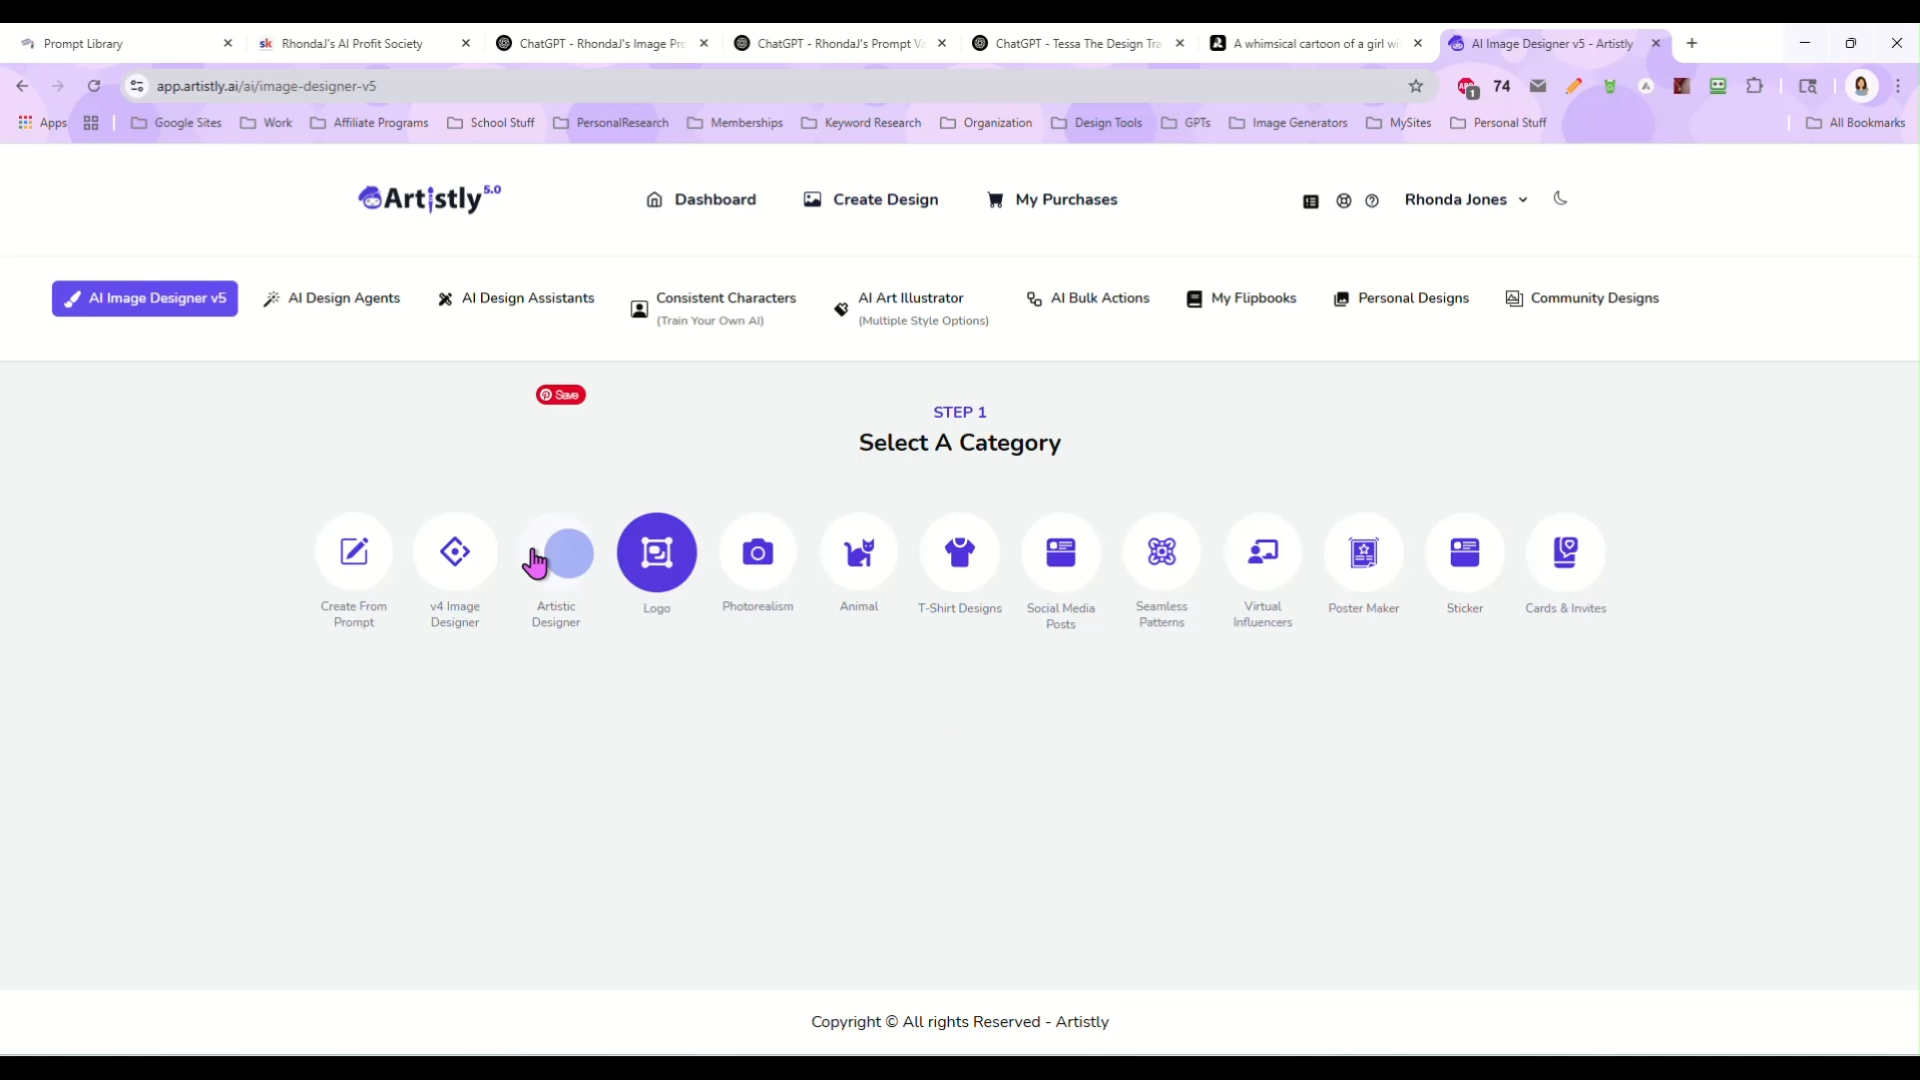 Prompt Library
RhondaJ's AI Profit Society
ChatGPT - RhondaJ's Image Prc
ChatGPT - RhondaJ's Prompt Va
ChatGPT - Tessa The Design Tra
A whimsical cartoon of a girl wi
AI Image Designer v5 - Artistly
app.artistly.ai/ai/image-designer-v5
74
Apps
Google Sites
Work
Affiliate Programs
School Stuff
PersonalResearch
Memberships
Keyword Research
Organization
Design Tools
GPTs
Image Generators
MySites
Personal Stuff
All Bookmarks
Artistly 5.0
Dashboard
Create Design
My Purchases
Rhonda Jones
AI Image Designer v5
AI Design Agents
AI Design Assistants
Consistent Characters
(Train Your Own AI)
AI Art Illustrator
(Multiple Style Options)
AI Bulk Actions
My Flipbooks
Personal Designs
Community Designs
Save
STEP 1
Select A Category
Create From
Prompt
v4 Image
Designer
Artistic
Designer
Logo
Photorealism
Animal
T-Shirt Designs
Social Media
Posts
Seamless
Patterns
Virtual
Influencers
Poster Maker
Sticker
Cards & Invites
Copyright © All rights Reserved - Artistly